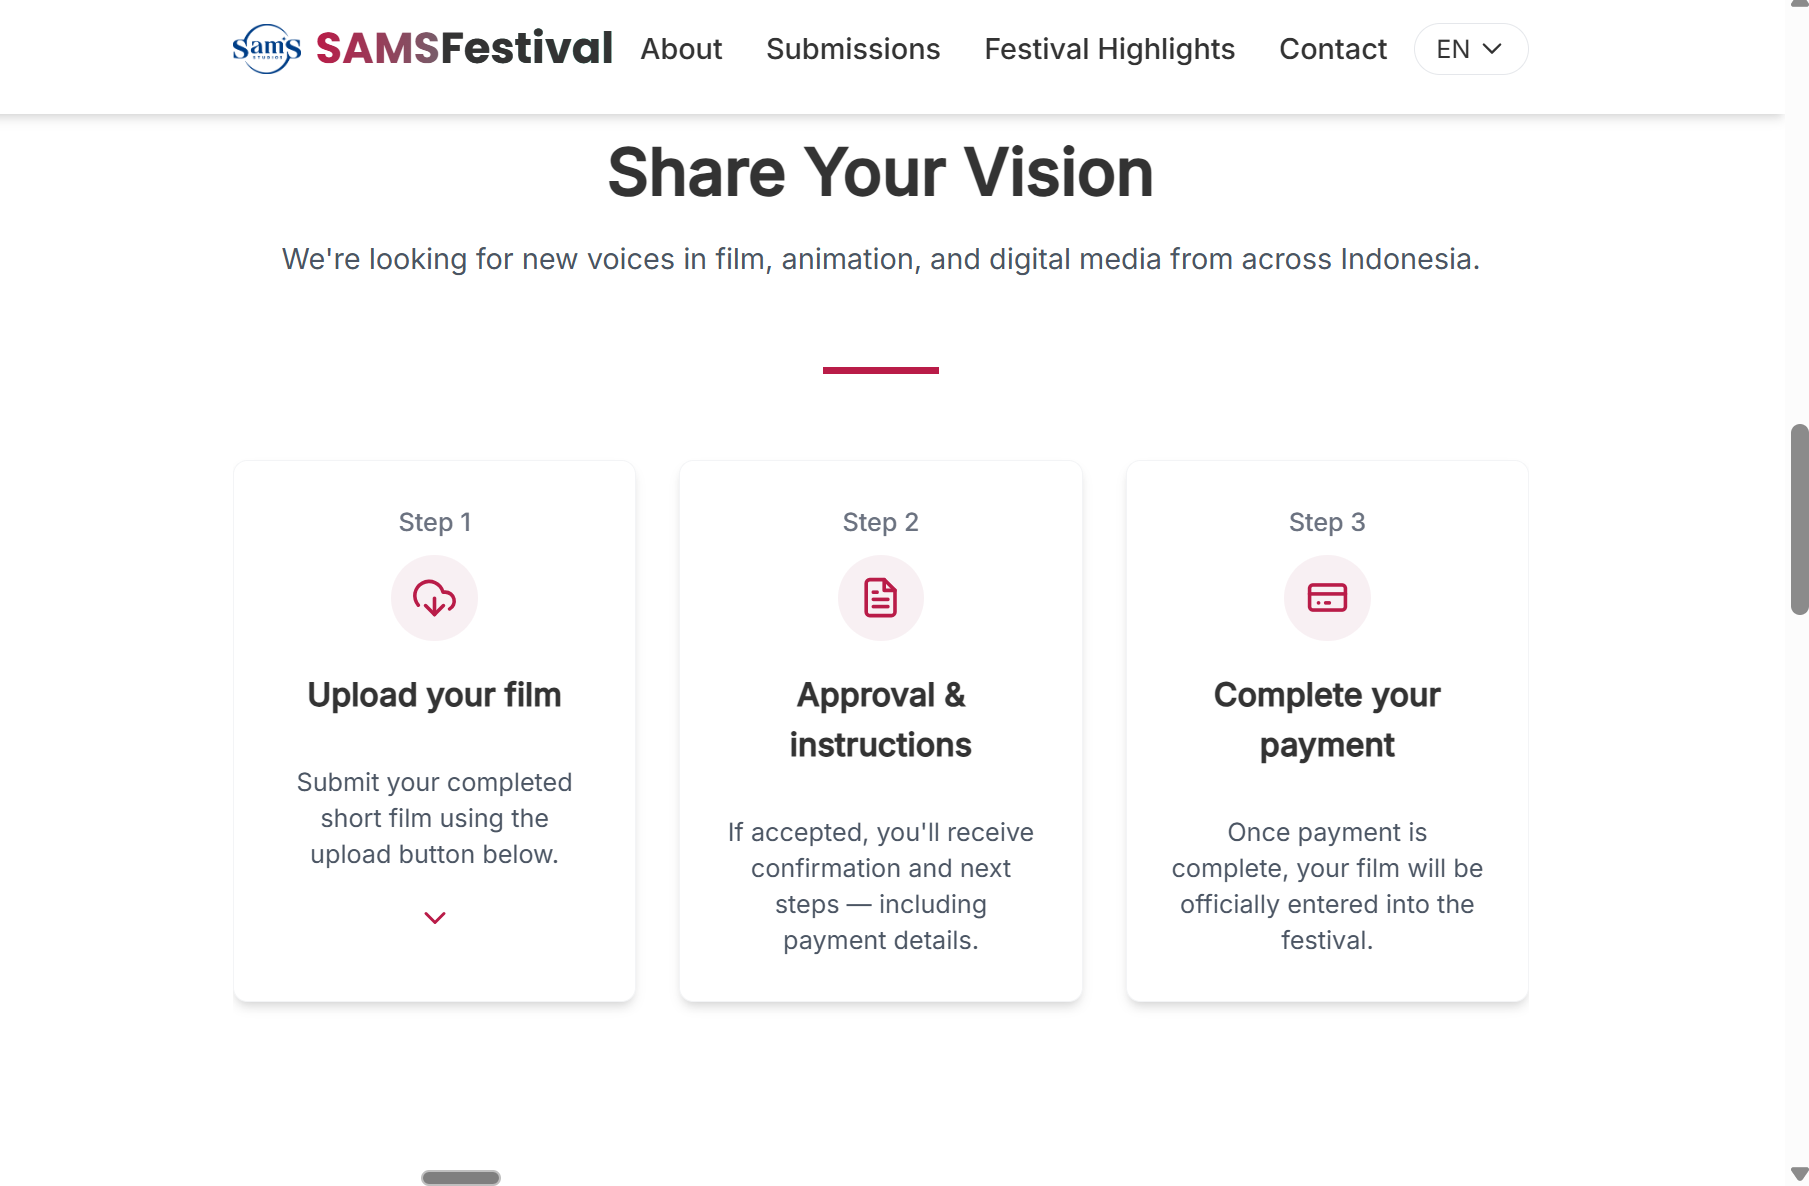 Sam's
STUDIOS
SAMSFestival
About
Submissions
Festival Highlights
Contact
EN
Share Your Vision
We're looking for new voices in film, animation, and digital media from across Indonesia.
Step 1
Upload your film
Submit your completed
short film using the
upload button below.
Step 2
Approval &
instructions
If accepted, you'll receive
confirmation and next
steps — including
payment details.
Step 3
Complete your
payment
Once payment is
complete, your film will be
officially entered into the
festival.